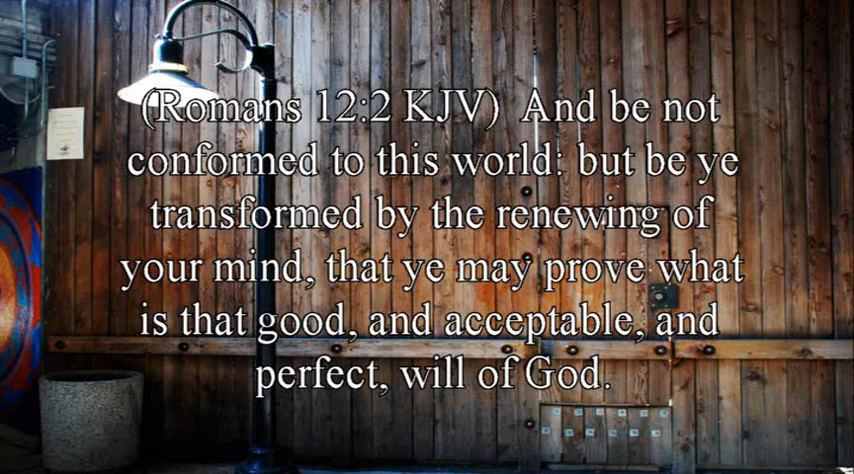 (Romans 12:2 KJV) And be not
conformed to this world: but be ye
transformed by the renewing of
your mind, that ye may prove what
is that good, and acceptable, and
perfect, will of God.